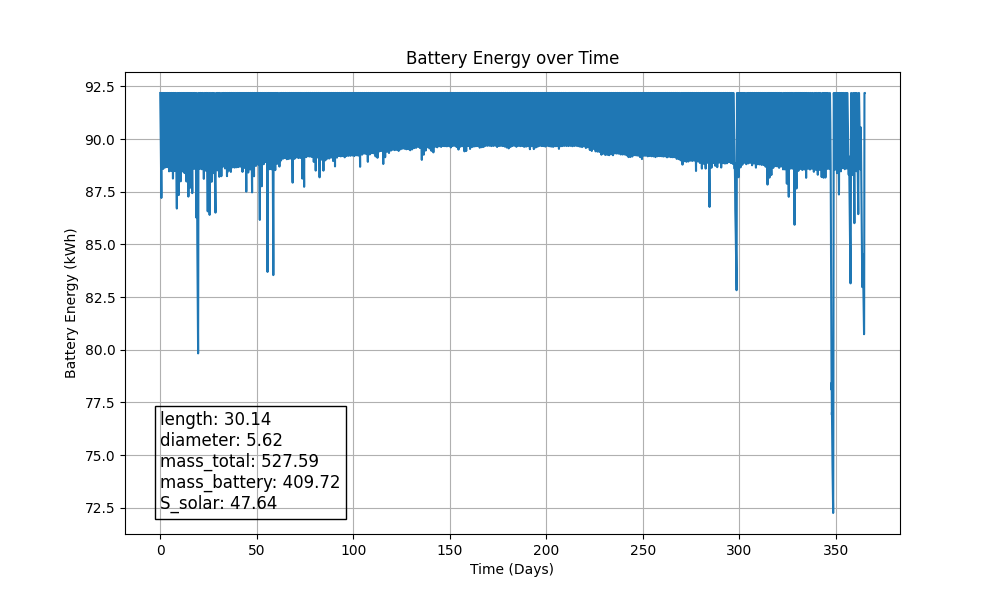 Battery Energy over Time
Battery Energy (kWh)
92.5
90.0
87.5
85.0
82.5
80.0
77.5
75.0
72.5
length: 30.14
diameter: 5.62
mass_total: 527.59
mass_battery: 409.72
S_solar: 47.64
0 50 100 150 200 250 300 350
Time (Days)